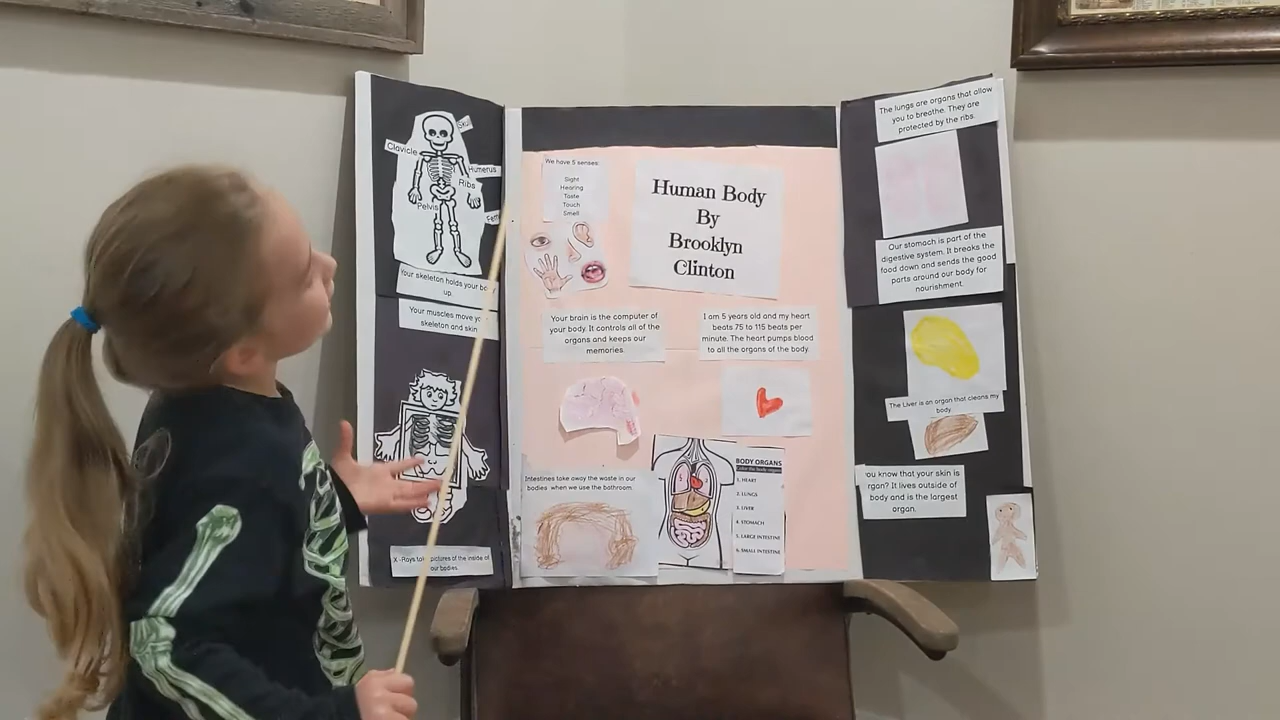 Skull
Clavicle
Humerus
Ribs
Pelvis
Your skeleton holds your
up.
Your muscles move
skeleton and skin
X-Rays take pictures of the inside of
our bodies.
We have 5 senses:
Sight
Hearing
Taste
Touch
Smell
Human Body
By
Brooklyn
Clinton
Your brain is the computer of
your body. It controls all of the
organs and keeps our
memories.
I am 5 years old and my heart
beats 75 to 115 beats per
minute. The heart pumps blood
to all the organs of the body.
Intestines take away the waste in our
bodies when we use the bathroom.
BODY ORGANS
Color the body organs
1. HEART
2. LUNGS
3. LIVER
4. STOMACH
5. LARGE INTESTINE
6. SMALL INTESTINE
The lungs are organs that allow
you to breathe. They are
protected by the ribs.
Our stomach is part of the
digestive system. It breaks the
food down and sends the good
parts around our body for
nourishment.
The Liver is an organ that cleans my
body.
you know that your skin is
organ? It lives outside of
body and is the largest
organ.